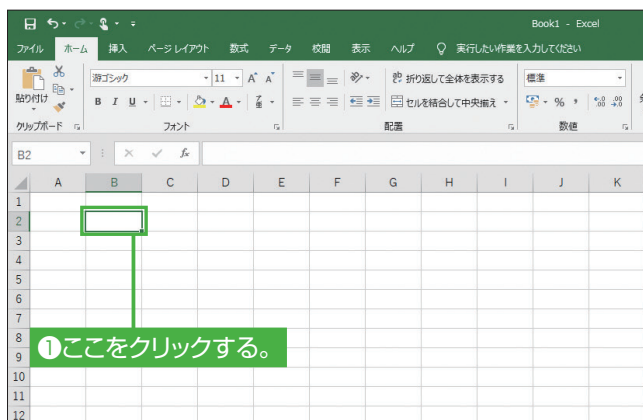 Book1 - Excel
ファイル ホーム 挿入 ページ レイアウト 数式 データ 校閲 表示 ヘルプ 実行したい作業を入力してください
貼り付け
游ゴシック 11 A A 折り返して全体を表示する 標準
B I U A セルを結合して中央揃え % ,
クリップボード フォント 配置 数値
B2 fx
A B C D E F G H I J K
1
2
3
4
5
6
7
8
9
❶ここをクリックする。
10
11
12